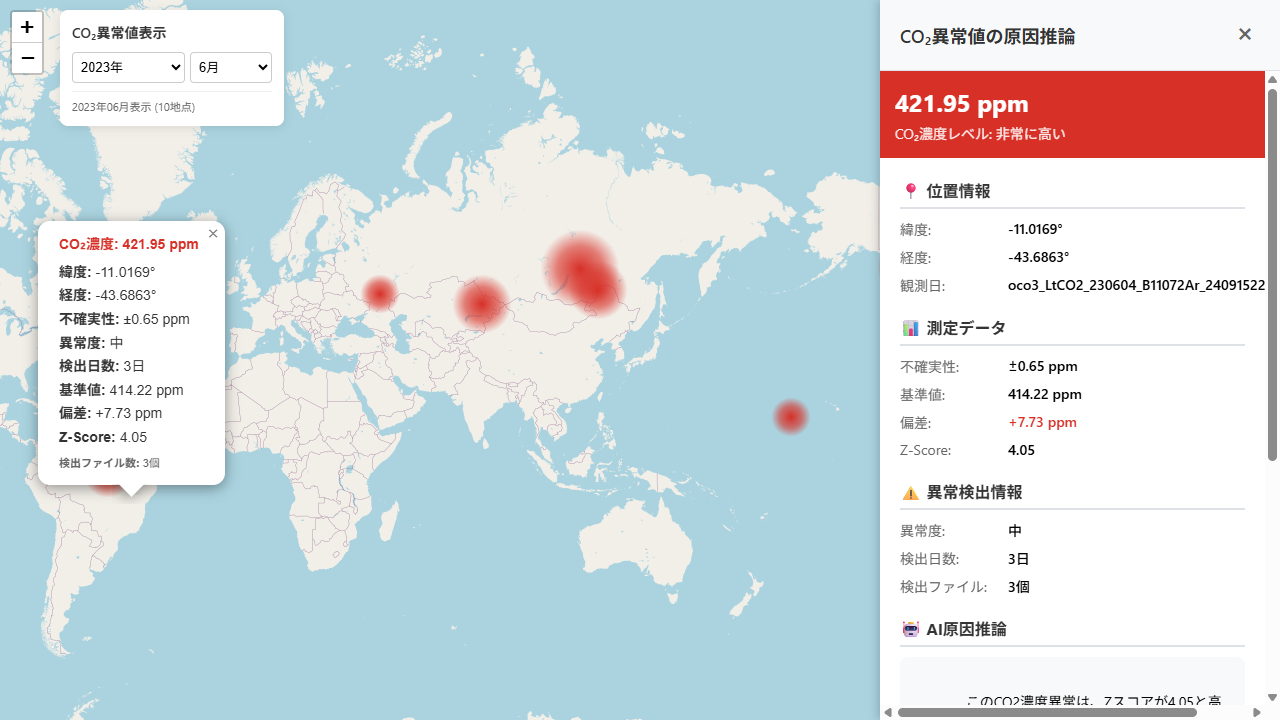 +
−
CO₂異常値表示
2023年
6月
2023年06月表示 (10地点)
×
CO₂濃度: 421.95 ppm
緯度: -11.0169°
経度: -43.6863°
不確実性: ±0.65 ppm
異常度: 中
検出日数: 3日
基準値: 414.22 ppm
偏差: +7.73 ppm
Z-Score: 4.05
検出ファイル数: 3個
CO₂異常値の原因推論
×
421.95 ppm
CO₂濃度レベル: 非常に高い
📍 位置情報
緯度: -11.0169°
経度: -43.6863°
観測日: oco3_LtCO2_230604_B11072Ar_24091522
📊 測定データ
不確実性: ±0.65 ppm
基準値: 414.22 ppm
偏差: +7.73 ppm
Z-Score: 4.05
⚠️ 異常検出情報
異常度: 中
検出日数: 3日
検出ファイル: 3個
🤖 AI原因推論
このCO2濃度異常は、Zスコアが4.05と高